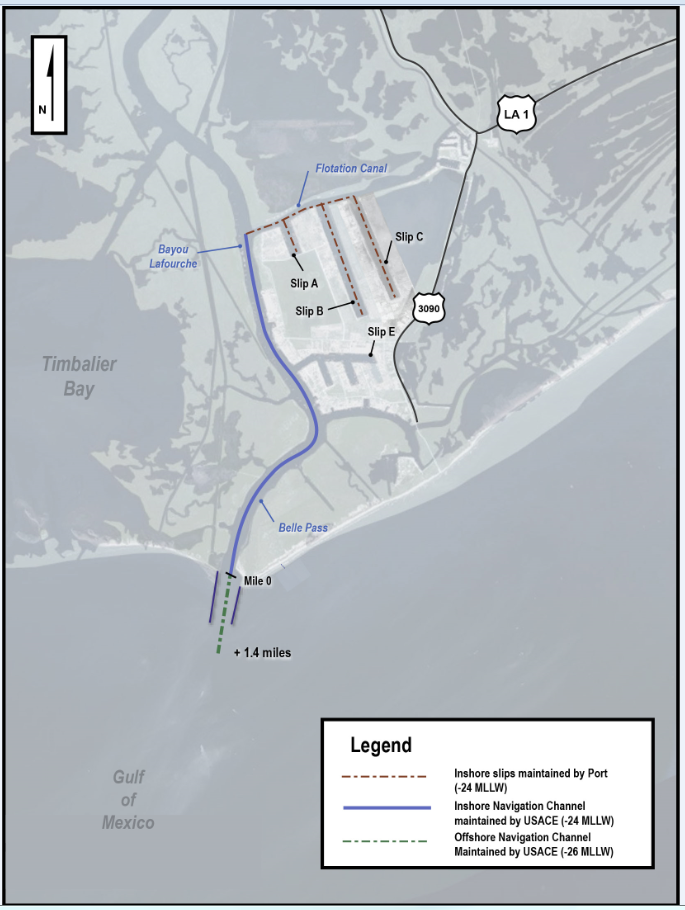 N
LA 1
Flotation Canal
Slip C
Bayou
Lafourche
Slip A
Slip B
3090
Slip E
Timbalier
Bay
Belle Pass
Mile 0
+ 1.4 miles
Gulf
of
Mexico
Legend
Inshore slips maintained by Port
(-24 MLLW)
Inshore Navigation Channel
maintained by USACE (-24 MLLW)
Offshore Navigation Channel
Maintained by USACE (-26 MLLW)